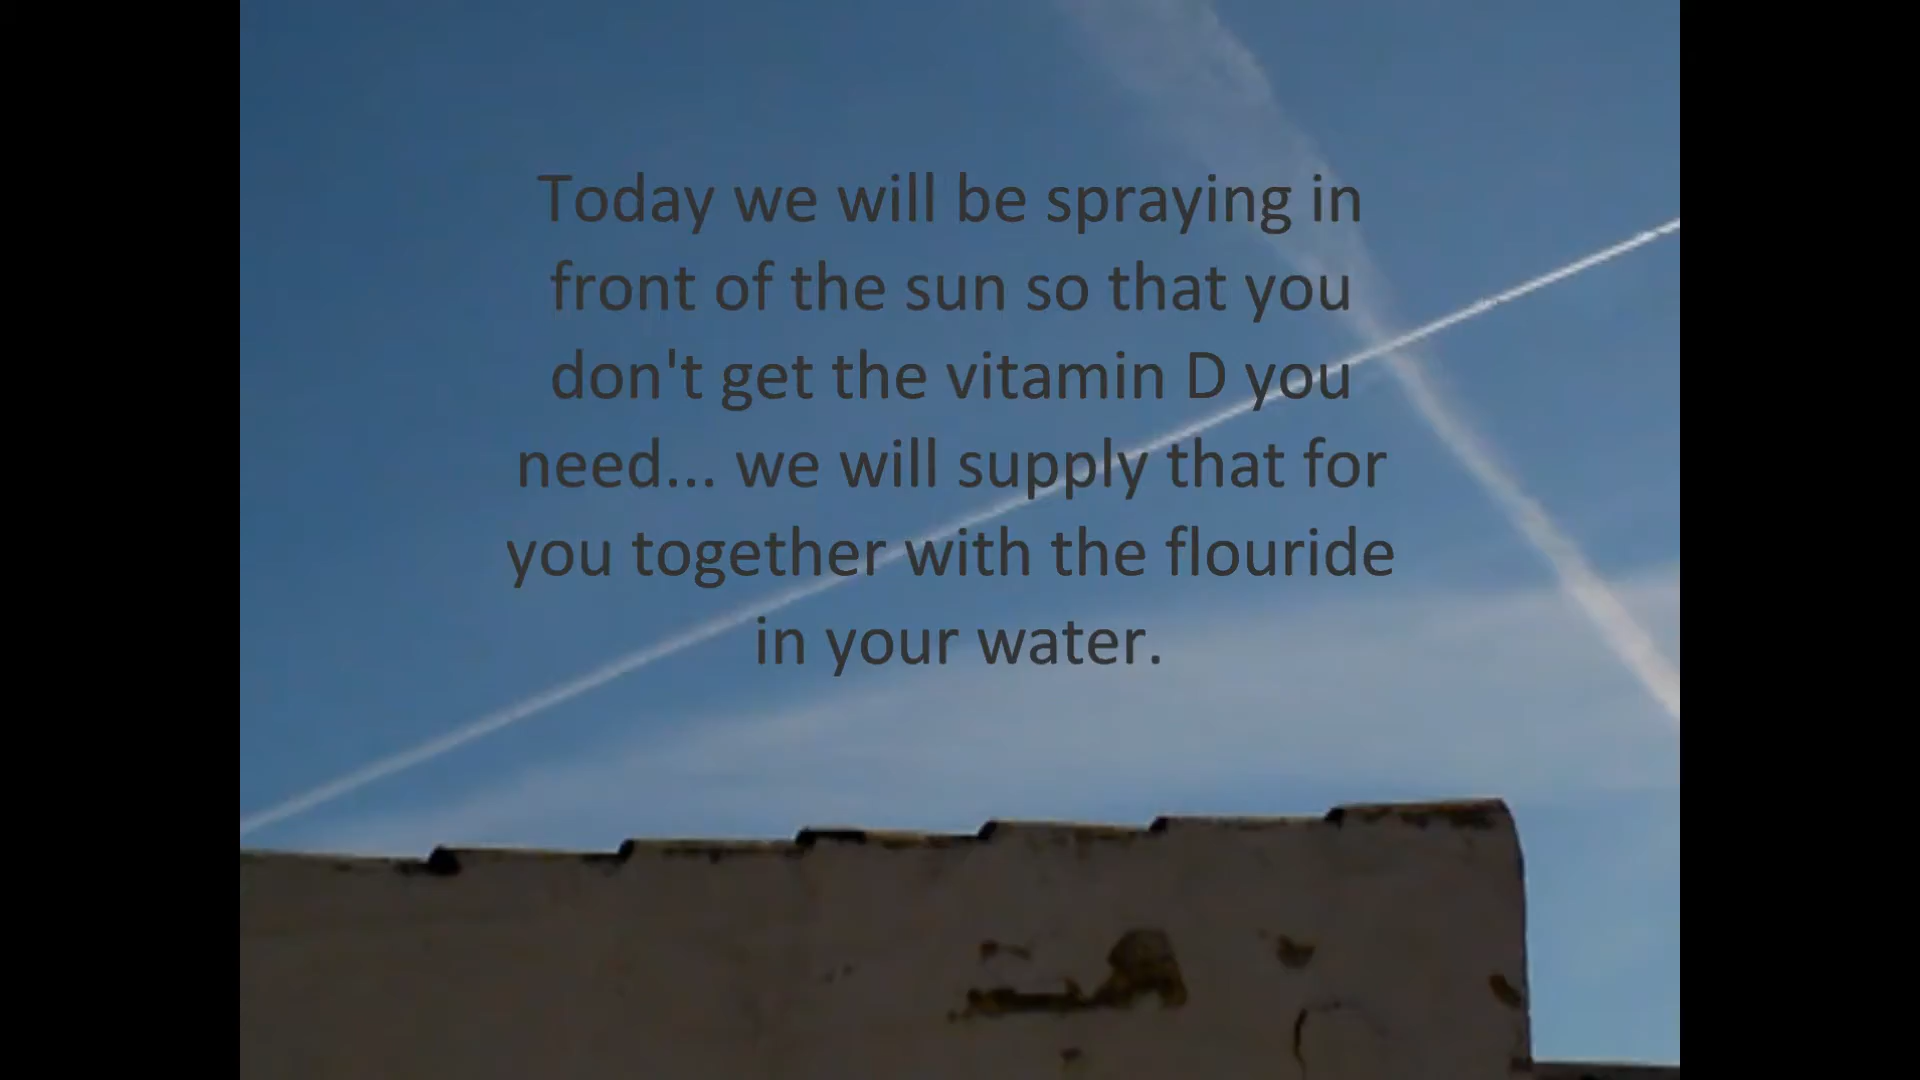 Today we will be spraying in
front of the sun so that you
don't get the vitamin D you
need... we will supply that for
you together with the flouride
in your water.